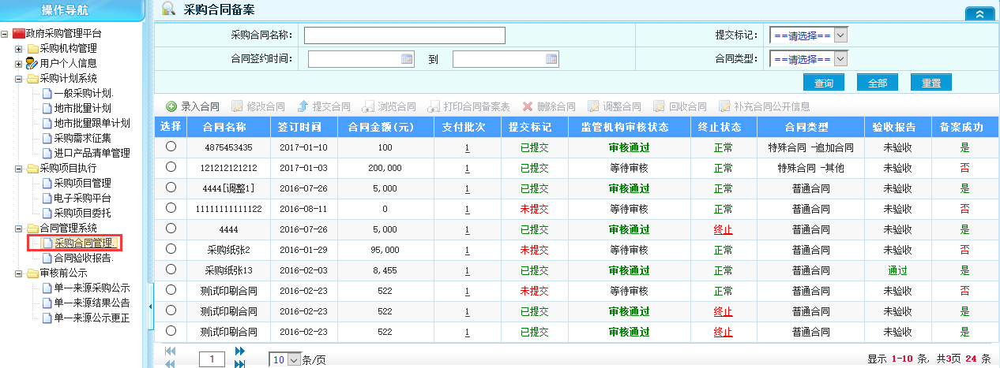 操作导航
政府采购管理平台
采购机构管理
用户个人信息
采购计划系统
一般采购计划.
地市批量计划
地市批量跟单计划
采购需求征集
进口产品清单管理
采购项目执行
采购项目管理
电子采购平台
采购项目委托
合同管理系统
采购合同管理.
合同验收报告.
审核前公示
单一来源采购公示
单一来源结果公告
单一来源公示更正
采购合同备案
采购合同名称: 提交标记: ==请选择==
合同签约时间: 到 合同类型: ==请选择==
查询 全部 重置
录入合同 修改合同 提交合同 浏览合同 打印合同备案表 删除合同 调整合同 回收合同 补充合同公开信息
选择 合同名称 签订时间 合同金额(元) 支付批次 提交标记 监管机构审核状态 终止状态 合同类型 验收报告 备案成功
4875453435 2017-01-10 100 1 已提交 审核通过 正常 特殊合同 -追加合同 未验收 是
121212121212 2017-01-03 200,000 1 已提交 等待审核 正常 特殊合同 -其他 未验收 否
4444[调整1] 2016-07-26 5,000 1 已提交 审核通过 正常 普通合同 未验收 是
11111111111122 2016-08-11 0 1 未提交 等待审核 正常 普通合同 未验收 否
4444 2016-07-26 5,000 1 已提交 审核通过 终止 普通合同 未验收 是
采购纸张2 2016-01-29 95,000 1 未提交 等待审核 正常 普通合同 未验收 否
采购纸张13 2016-02-03 8,455 1 已提交 审核通过 正常 普通合同 通过 是
测试印刷合同 2016-02-23 522 1 未提交 等待审核 正常 普通合同 未验收 否
测试印刷合同 2016-02-23 522 1 已提交 审核通过 终止 普通合同 未验收 是
测试印刷合同 2016-02-23 522 1 已提交 审核通过 终止 普通合同 未验收 是
1 10 条/页 显示 1-10 条, 共3页 24 条